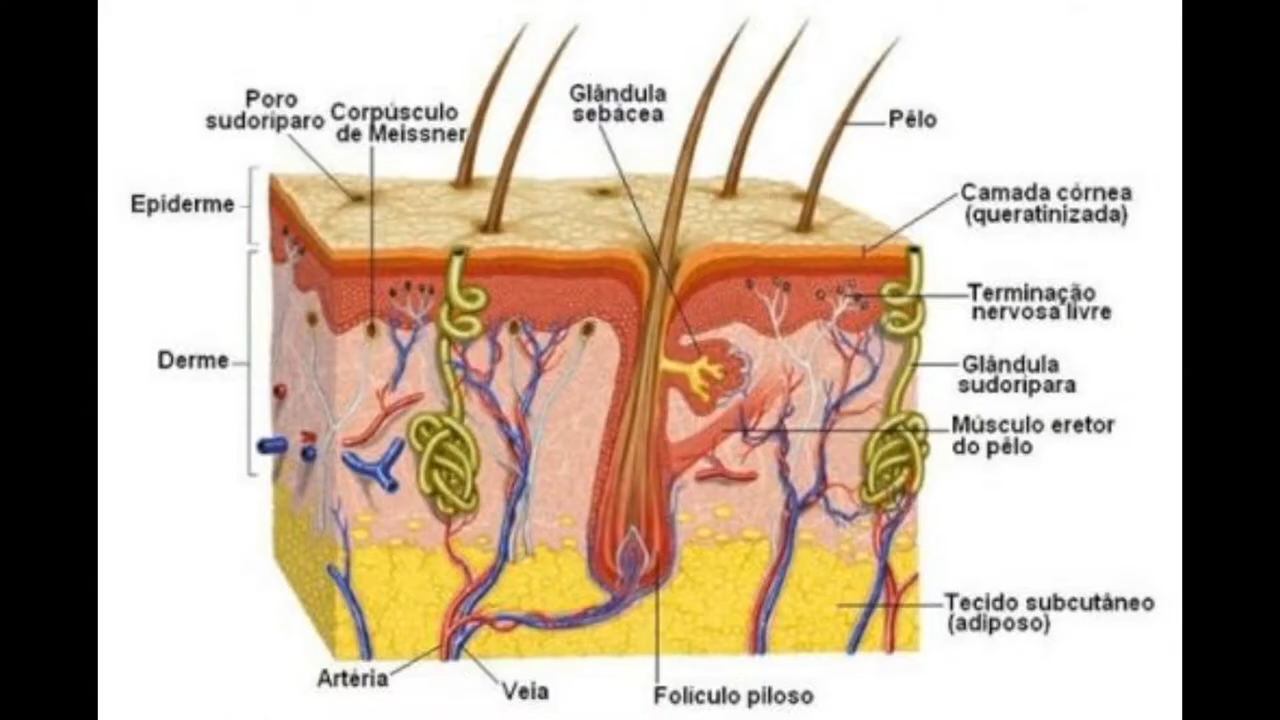 Poro
sudoríparo
Corpúsculo
de Meissner
Glândula
sebácea
Pêlo
Epiderme
Camada córnea
(queratinizada)
Terminação
nervosa livre
Derme
Glândula
sudorípara
Músculo eretor
do pêlo
Tecido subcutâneo
(adiposo)
Artéria
Veia
Folículo piloso